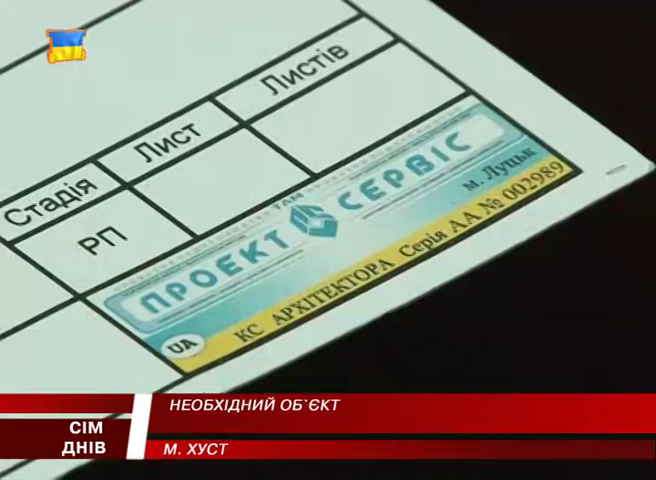 Стадія Лист Листів
РП
ТАМ
ПРОЕКТ СЕРВІС
м. Луцьк
КС АРХІТЕКТОРА Серія АА № 002989
UA
НЕОБХІДНИЙ ОБ`ЄКТ
СІМ ДНІВ
М. ХУСТ